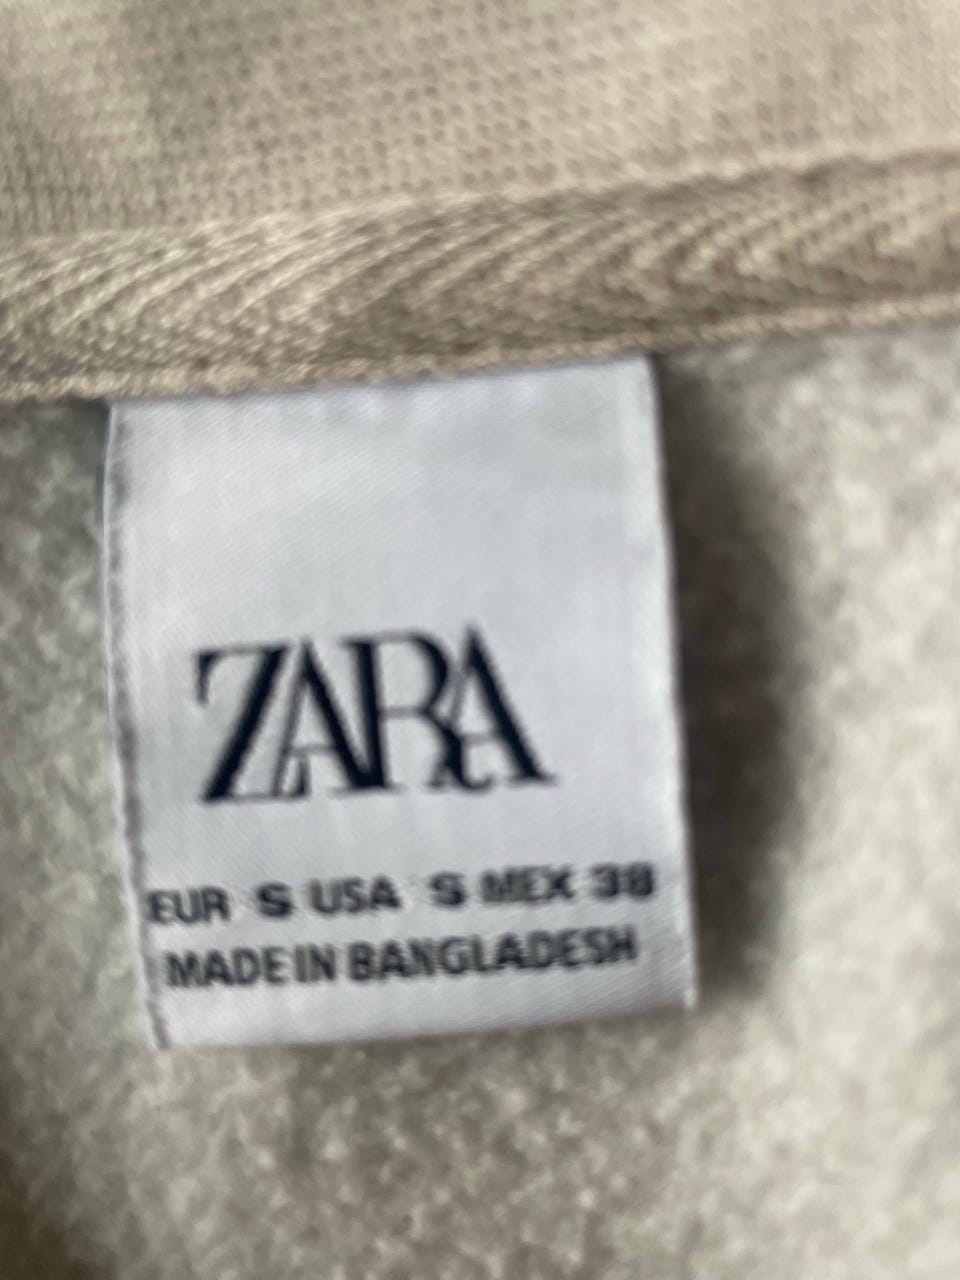 ZARA
EUR S USA S MEX 38
MADE IN BANGLADESH